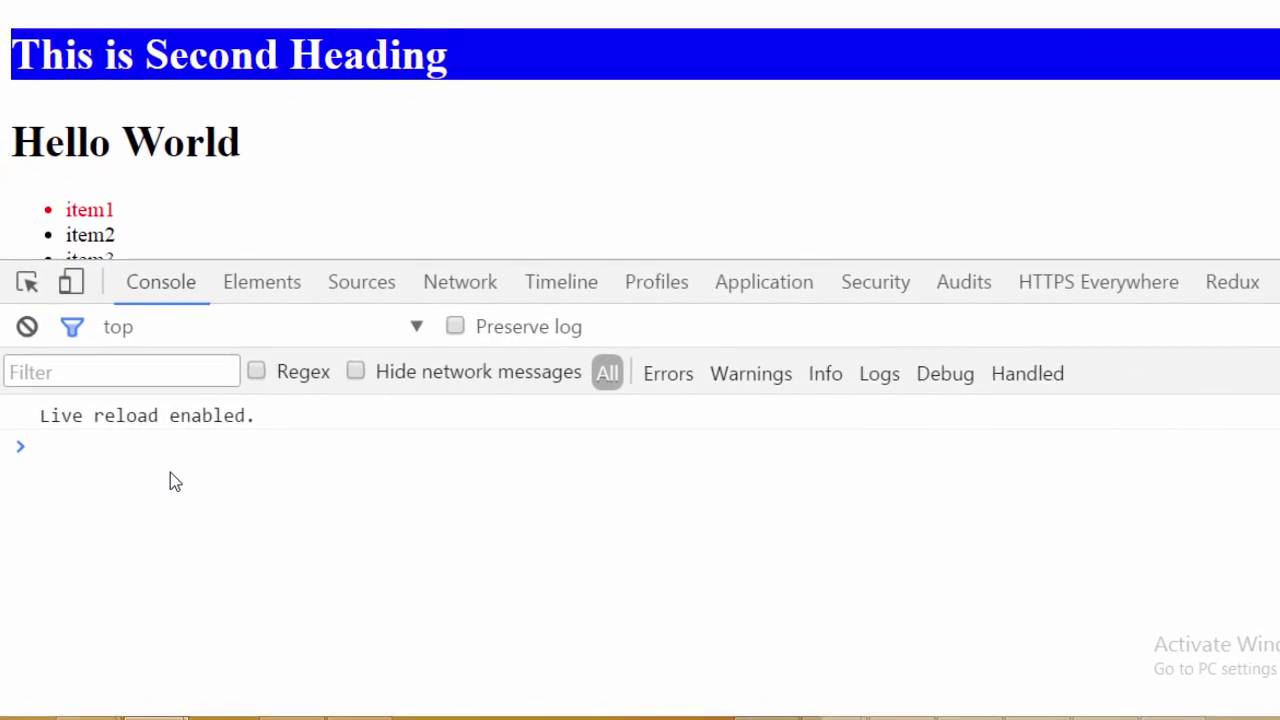 This is Second Heading
Hello World
item1
item2
item3
Console Elements Sources Network Timeline Profiles Application Security Audits HTTPS Everywhere Redux
top Preserve log
Filter Regex Hide network messages All Errors Warnings Info Logs Debug Handled
Live reload enabled.
Activate Wind
Go to PC settings